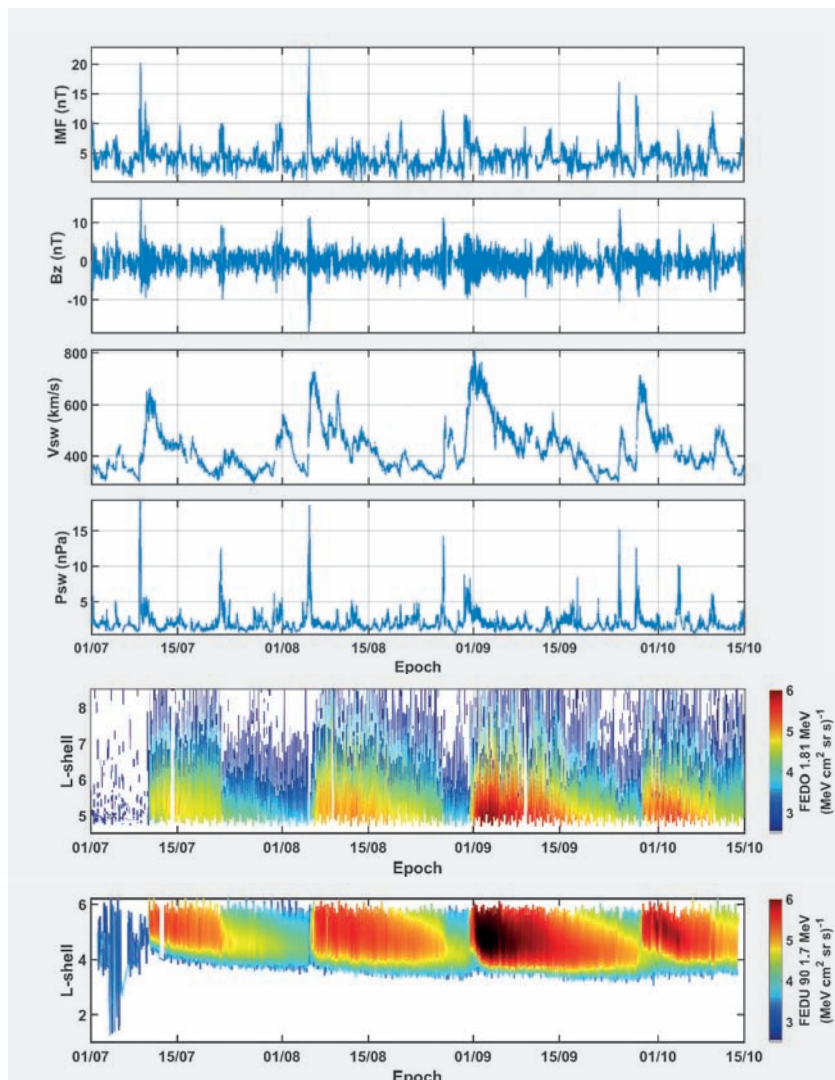 IMF (nT)
20
15
10
5
Bz (nT)
10
0
-10
Vsw (km/s)
800
600
400
Psw (nPa)
15
10
5
01/07 15/07 01/08 15/08 01/09 15/09 01/10 15/10
Epoch
L-shell
8
7
6
5
01/07 15/07 01/08 15/08 01/09 15/09 01/10 15/10
Epoch
6
5
4
3
FEDO 1.81 MeV
(MeV cm² sr s)⁻¹
L-shell
6
4
2
01/07 15/07 01/08 15/08 01/09 15/09 01/10 15/10
Epoch
6
5
4
3
FEDU 90 1.7 MeV
(MeV cm² sr s)⁻¹